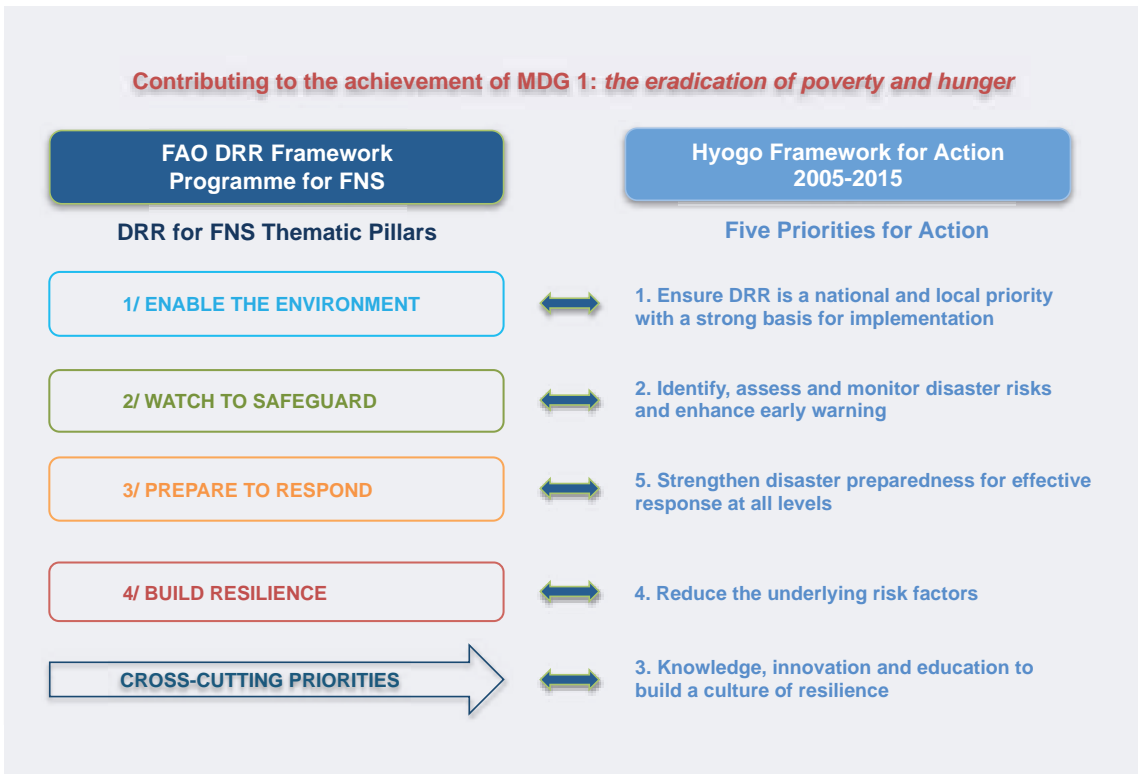 Contributing to the achievement of MDG 1: the eradication of poverty and hunger
FAO DRR Framework
Programme for FNS
Hyogo Framework for Action
2005-2015
DRR for FNS Thematic Pillars
Five Priorities for Action
1/ ENABLE THE ENVIRONMENT
1. Ensure DRR is a national and local priority
with a strong basis for implementation
2/ WATCH TO SAFEGUARD
2. Identify, assess and monitor disaster risks
and enhance early warning
3/ PREPARE TO RESPOND
5. Strengthen disaster preparedness for effective
response at all levels
4/ BUILD RESILIENCE
4. Reduce the underlying risk factors
CROSS-CUTTING PRIORITIES
3. Knowledge, innovation and education to
build a culture of resilience